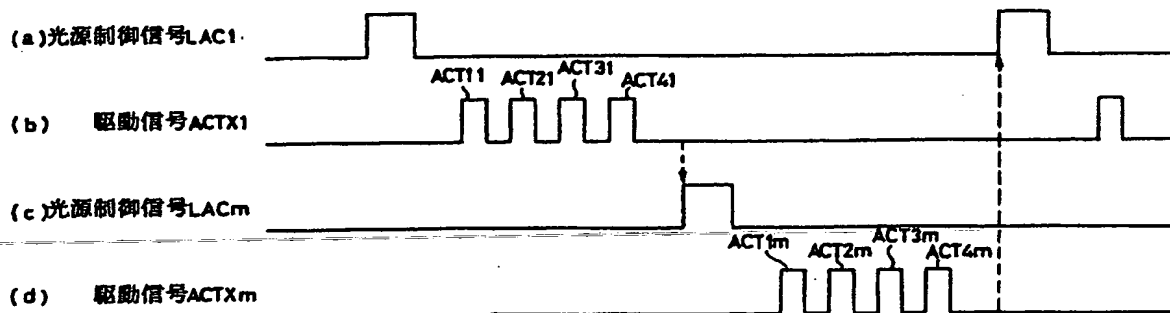 (a)光源制御信号LAC1
ACT11 ACT21 ACT31 ACT41
(b) 駆動信号ACTX1
(c)光源制御信号LACm
ACT1m ACT2m ACT3m ACT4m
(d) 駆動信号ACTXm